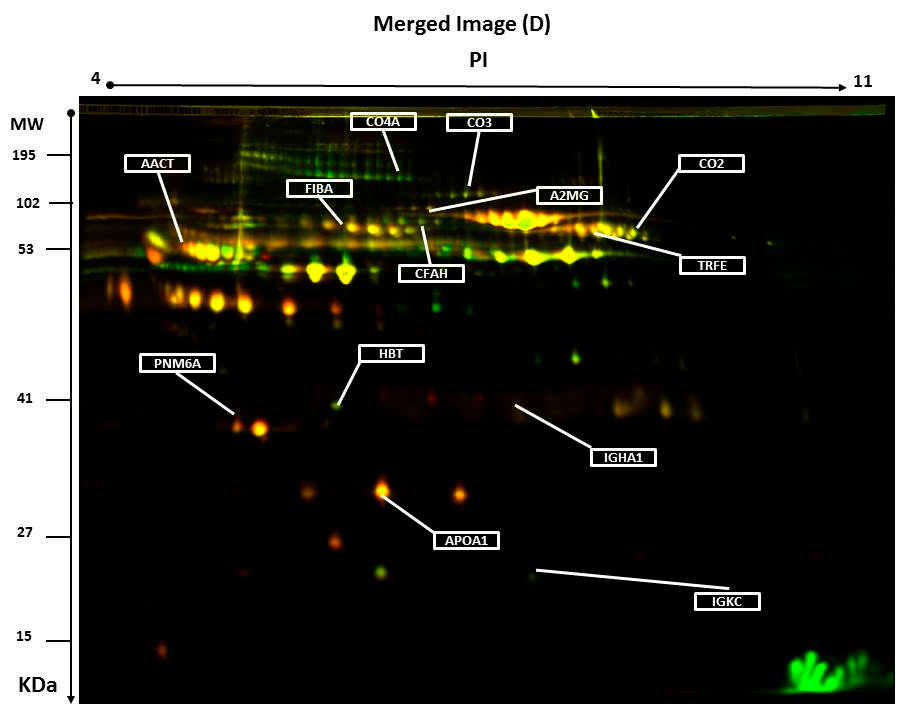 Merged Image (D)
PI
4
11
MW
195
102
53
41
27
15
KDa
CO4A
CO3
AACT
CO2
FIBA
A2MG
CFAH
TRFE
HBT
PNM6A
IGHA1
APOA1
IGKC